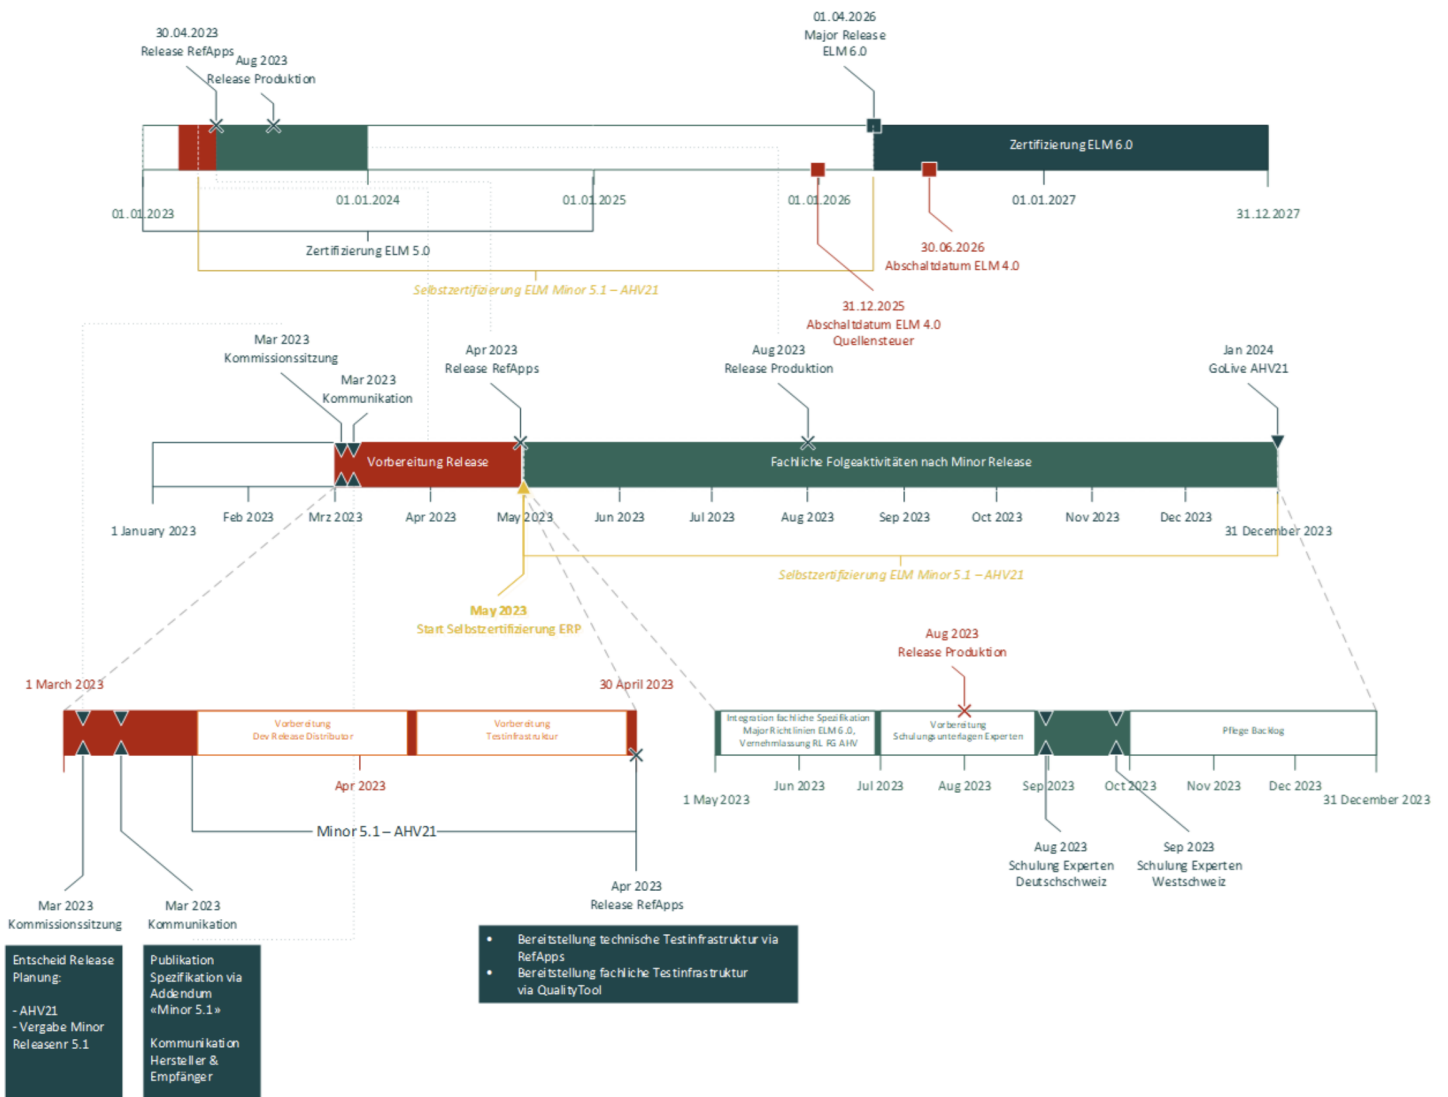 30.04.2023
Release RefApps
Aug 2023
Release Produktion
01.04.2026
Major Release
ELM 6.0
Zertifizierung ELM 6.0
01.01.2023
01.01.2024
01.01.2025
01.01.2026
01.01.2027
31.12.2027
Zertifizierung ELM 5.0
30.06.2026
Abschaltdatum ELM 4.0
Selbstzertifizierung ELM Minor 5.1 – AHV21
31.12.2025
Abschaltdatum ELM 4.0
Quellensteuer
Mar 2023
Kommissionssitzung
Mar 2023
Kommunikation
Apr 2023
Release RefApps
Aug 2023
Release Produktion
Jan 2024
GoLive AHV21
Vorbereitung Release
Fachliche Folgeaktivitäten nach Minor Release
1 January 2023
Feb 2023
Mrz 2023
Apr 2023
May 2023
Jun 2023
Jul 2023
Aug 2023
Sep 2023
Oct 2023
Nov 2023
Dec 2023
31 December 2023
Selbstzertifizierung ELM Minor 5.1 – AHV21
May 2023
Start Selbstzertifizierung ERP
1 March 2023
30 April 2023
Vorbereitung
Dev Release Distributor
Vorbereitung
Testinfrastruktur
Apr 2023
Minor 5.1 – AHV21
Mar 2023
Kommissionssitzung
Mar 2023
Kommunikation
Apr 2023
Release RefApps
Entscheid Release
Planung:
- AHV21
- Vergabe Minor
Releasenr 5.1
Publikation
Spezifikation via
Addendum
«Minor 5.1»
Kommunikation
Hersteller &
Empfänger
• Bereitstellung technische Testinfrastruktur via
RefApps
• Bereitstellung fachliche Testinfrastruktur
via QualityTool
Aug 2023
Release Produktion
Integration fachliche Spezifikation
Major Richtlinien ELM 6.0,
Vernehmlassung RL FG AHV
Vorbereitung
Schulungsunterlagen Experten
Pflege Backlog
1 May 2023
Jun 2023
Jul 2023
Aug 2023
Sep 2023
Oct 2023
Nov 2023
Dec 2023
31 December 2023
Aug 2023
Schulung Experten
Deutschschweiz
Sep 2023
Schulung Experten
Westschweiz